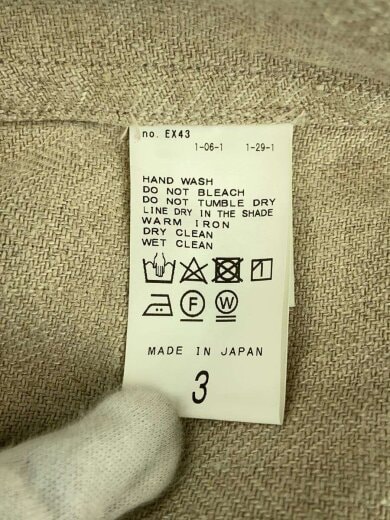 no. EX43
1-06-1 1-29-1
HAND WASH
DO NOT BLEACH
DO NOT TUMBLE DRY
LINE DRY IN THE SHADE
WARM IRON
DRY CLEAN
WET CLEAN
F W
MADE IN JAPAN
3